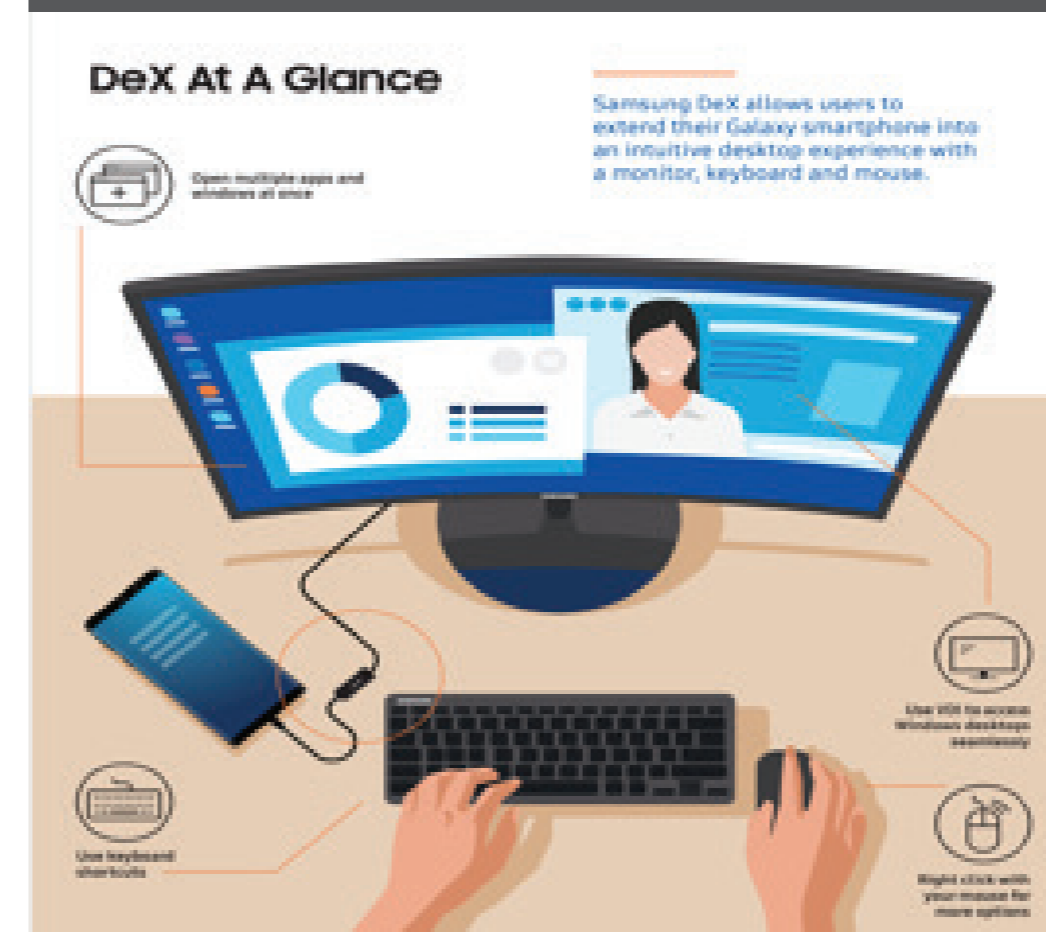 DeX At A Glance
Samsung DeX allows users to
extend their Galaxy smartphone into
an intuitive desktop experience with
a monitor, keyboard and mouse.
Open multiple apps and
windows at once
Use VDI to access
Windows desktops
seamlessly
Use keyboard
shortcuts
Right click with
your mouse for
more options